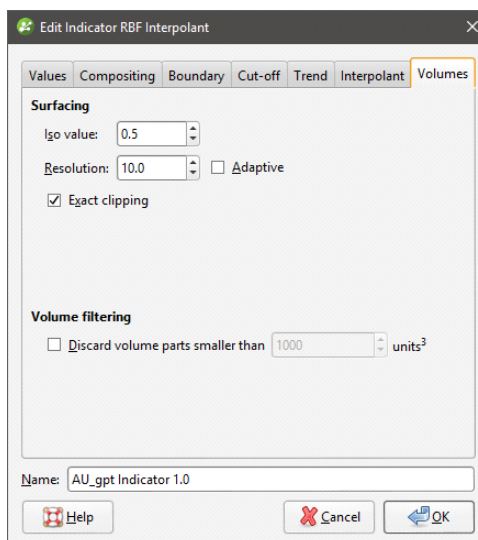 Edit Indicator RBF Interpolant
Values Compositing Boundary Cut-off Trend Interpolant Volumes
Surfacing
Iso value: 0.5
Resolution: 10.0 Adaptive
Exact clipping
Volume filtering
Discard volume parts smaller than 1000 units³
Name: AU_gpt Indicator 1.0
Help Cancel OK